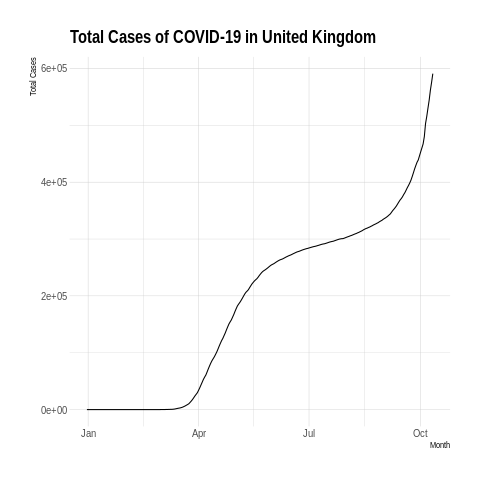 Total Cases of COVID-19 in United Kingdom
Total Cases
6e+05
4e+05
2e+05
0e+00
Jan
Apr
Jul
Oct
Month